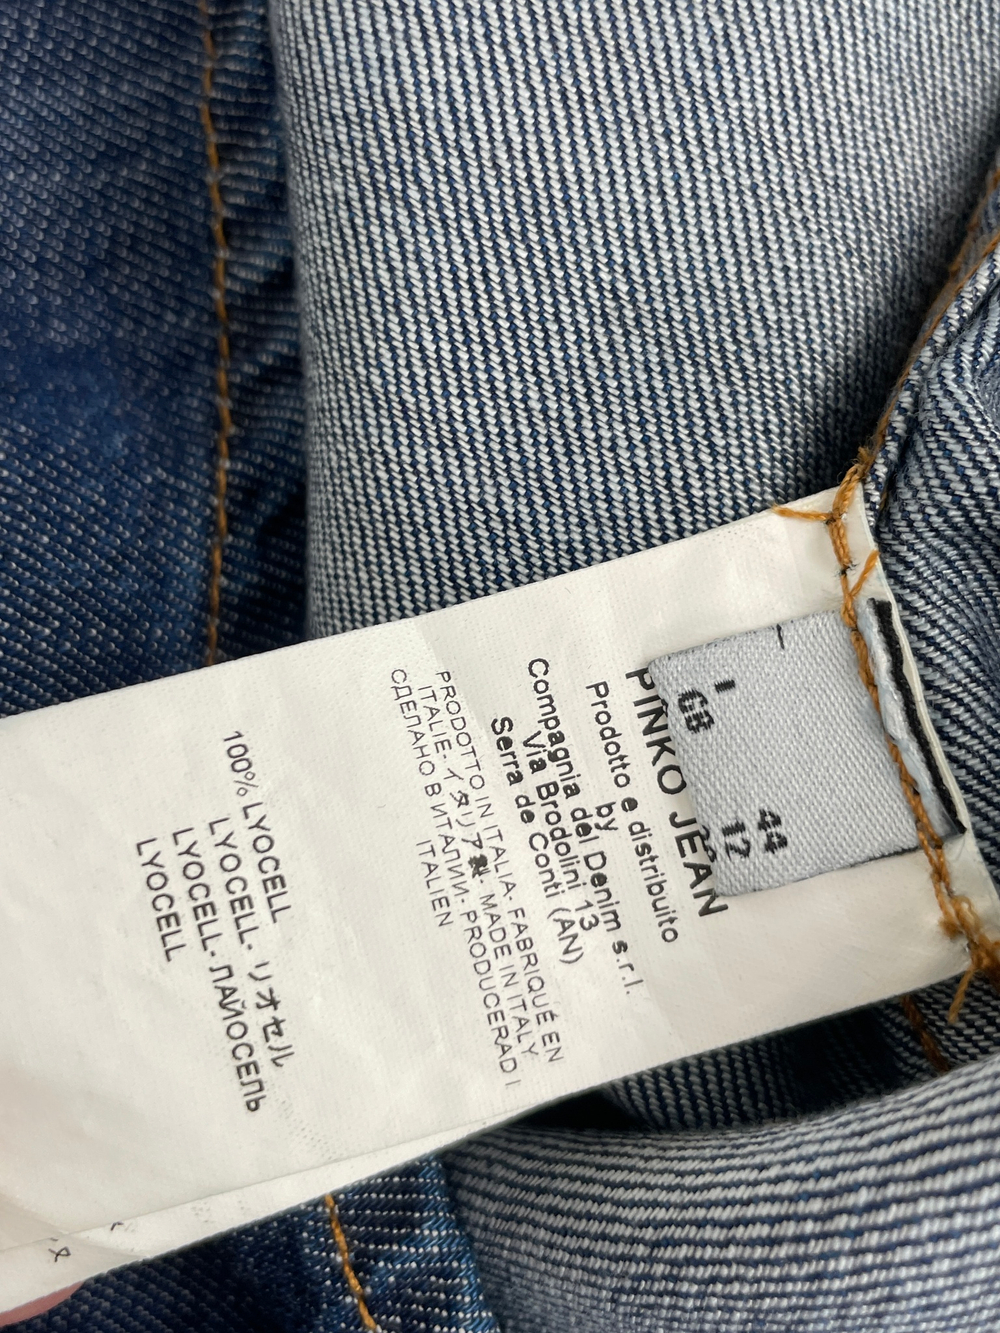 I 44
GB 12
PINKO JEAN
Prodotto e distribuito
by
Compagnia del Denim s.r.l.
Via Brodolini 13
Serra de Conti (AN)
PRODOTTO IN ITALIA- FABRIQUÉ EN
ITALIE- イタリア製- MADE IN ITALY
СДЕЛАНО В ИТАЛИИ- PRODUCERAD I
ITALIEN
100% LYOCELL
LYOCELL- リオセル
LYOCELL- ЛАЙОСЕЛЬ
LYOCELL